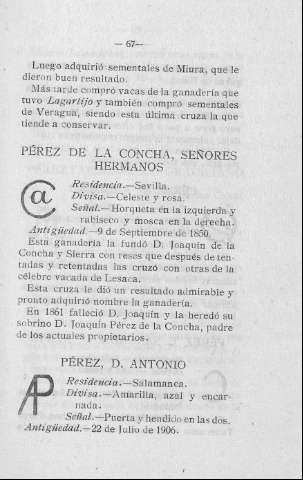 — 67—
Luego adquirió sementales de Miura, que le
dieron buen resultado.
Más tarde compró vacas de la ganadería que
tuvo Lagartijo y también compró sementales
de Veragua, siendo esta última cruza la que
tiende a conservar.
PÉREZ DE LA CONCHA, SEÑORES
HERMANOS
Residencia.—Sevilla.
Divisa.—Celeste y rosa.
Señal.—Horqueta en la izquierda y
rabiseco y mosca en la derecha.
Antigüedad.—9 de Septiembre de 1850.
Esta ganadería la fundó D. Joaquín de la
Concha y Sierra con reses que después de ten-
tadas y retentadas las cruzó con otras de la
célebre vacada de Lesaca.
Esta cruza le dió un resultado admirable y
pronto adquirió nombre la ganadería.
En 1861 falleció D. Joaquín y la heredó su
sobrino D. Joaquín Pérez de la Concha, padre
de los actuales propietarios.
PÉREZ, D. ANTONIO
AP
Residencia.—Salamanca.
Divisa.—Amarilla, azul y encar-
nada.
Señal.—Puerta y hendido en las dos.
Antigüedad.—22 de Julio de 1906.